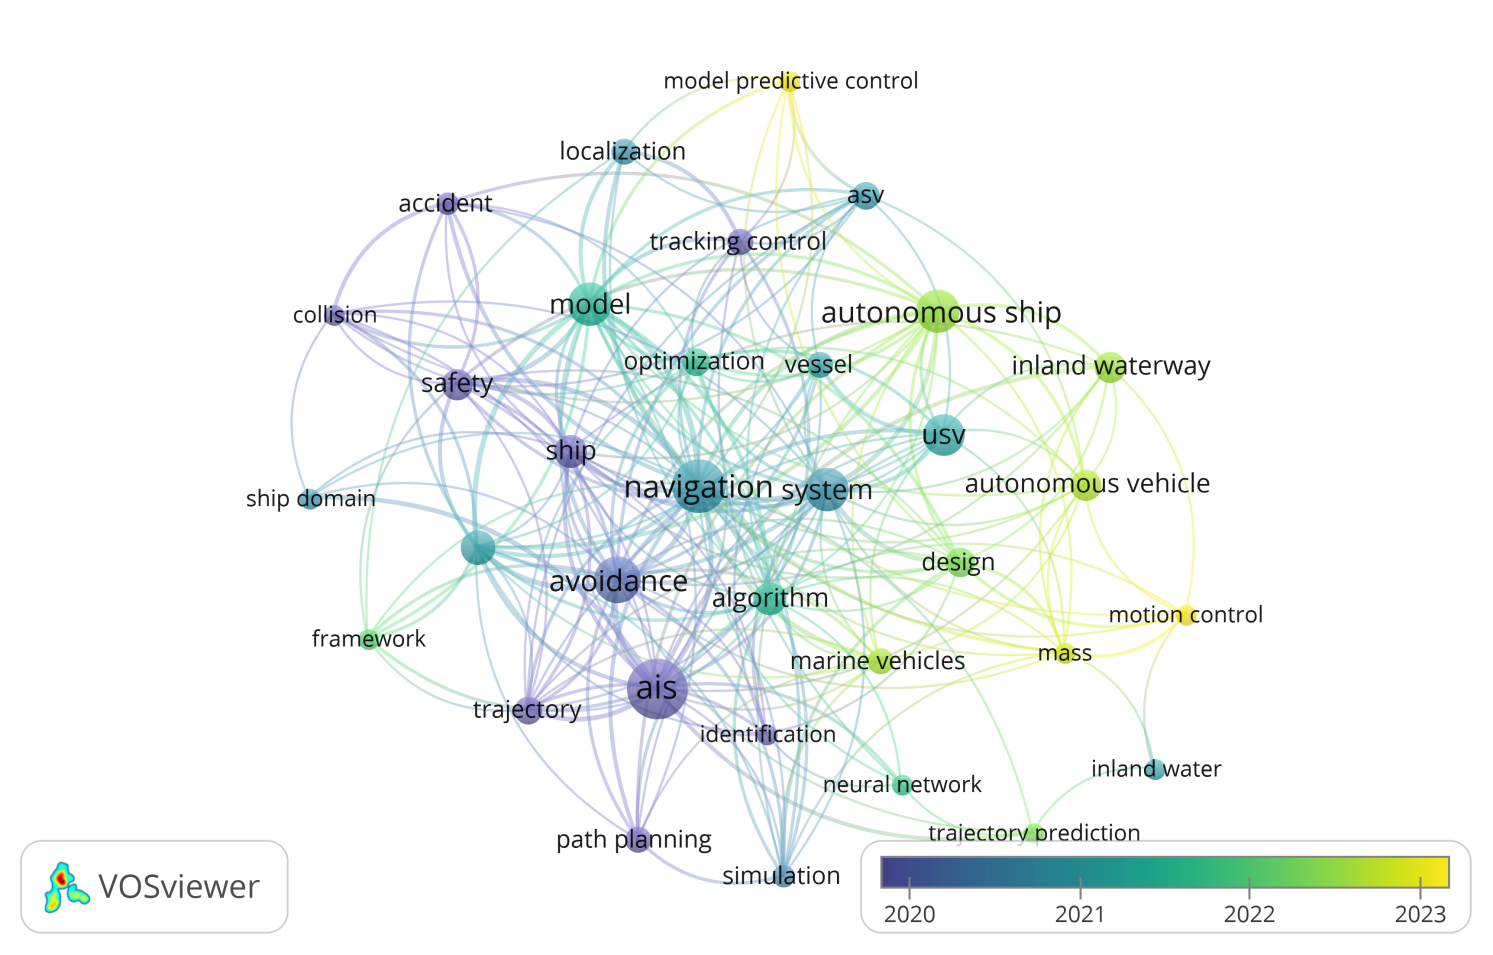 model predictive control
localization
asv
accident
tracking control
model
autonomous ship
collision
optimization
vessel
inland waterway
safety
usv
ship
navigation
system
autonomous vehicle
ship domain
design
avoidance
algorithm
motion control
framework
mass
marine vehicles
ais
trajectory
identification
inland water
neural network
trajectory prediction
path planning
simulation
VOSviewer
2020
2021
2022
2023